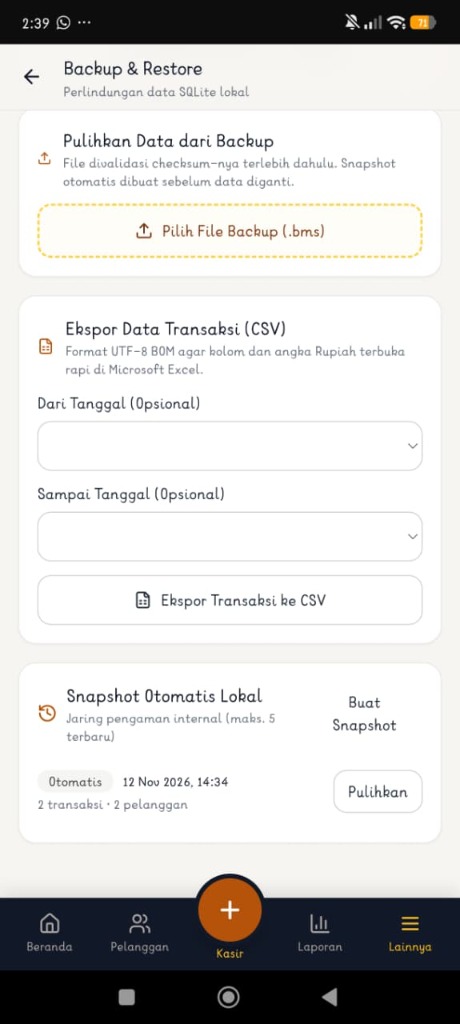 2:39
71
Backup & Restore
Perlindungan data SQLite lokal
Pulihkan Data dari Backup
File divalidasi checksum-nya terlebih dahulu. Snapshot
otomatis dibuat sebelum data diganti.
Pilih File Backup (.bms)
Ekspor Data Transaksi (CSV)
Format UTF-8 BOM agar kolom dan angka Rupiah terbuka
rapi di Microsoft Excel.
Dari Tanggal (Opsional)
Sampai Tanggal (Opsional)
Ekspor Transaksi ke CSV
Snapshot Otomatis Lokal
Jaring pengaman internal (maks. 5
terbaru)
Buat
Snapshot
Otomatis 12 Nov 2026, 14:34
2 transaksi • 2 pelanggan
Pulihkan
Beranda
Pelanggan
Kasir
Laporan
Lainnya